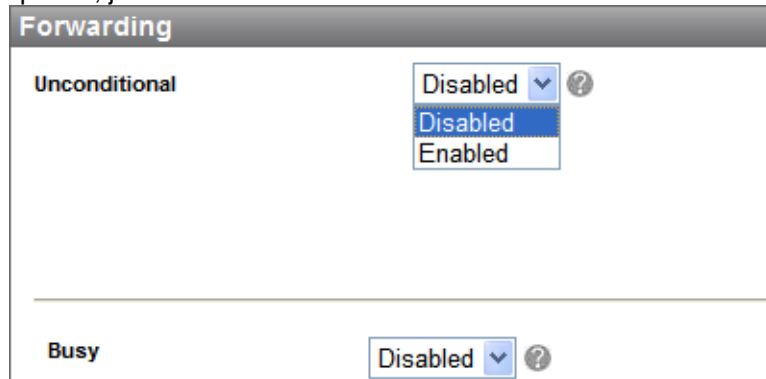 Forwarding
Unconditional Disabled
Disabled
Enabled
Busy Disabled